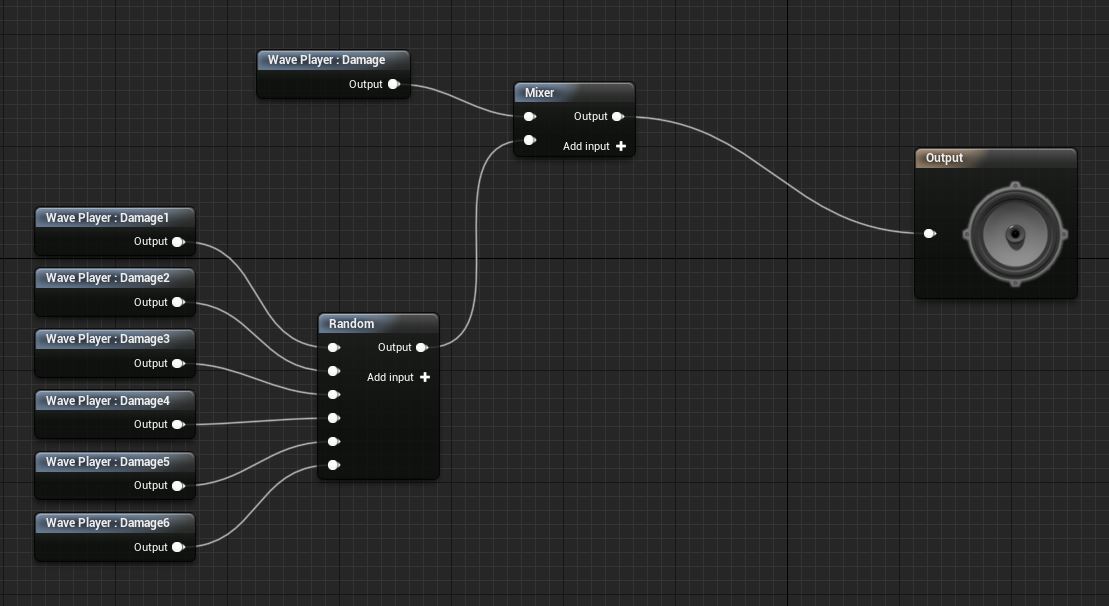 Wave Player : Damage
Output
Mixer
Output
Add input
Output
Wave Player : Damage1
Output
Wave Player : Damage2
Output
Wave Player : Damage3
Output
Wave Player : Damage4
Output
Wave Player : Damage5
Output
Wave Player : Damage6
Output
Random
Output
Add input